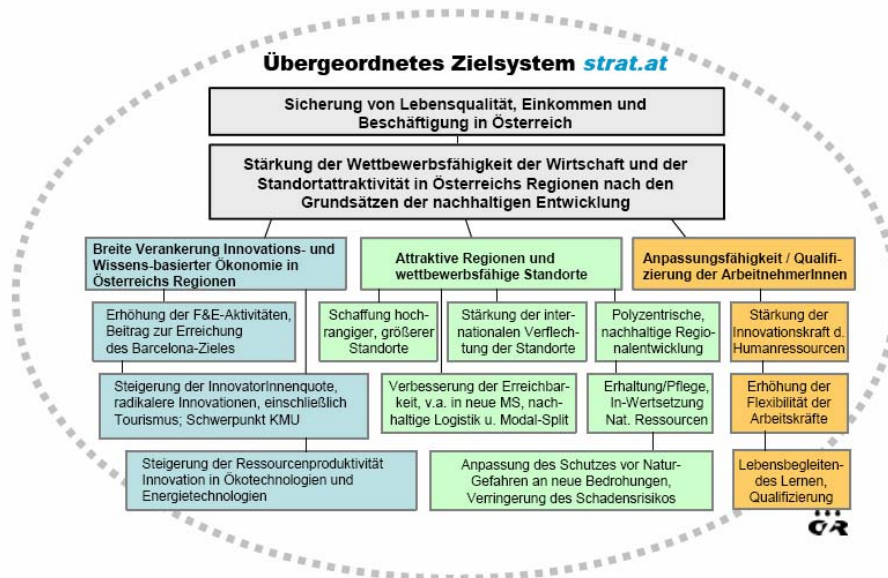 Übergeordnetes Zielsystem strat.at
Sicherung von Lebensqualität, Einkommen und
Beschäftigung in Österreich
Stärkung der Wettbewerbsfähigkeit der Wirtschaft und der
Standortattraktivität in Österreichs Regionen nach den
Grundsätzen der nachhaltigen Entwicklung
Breite Verankerung Innovations- und
Wissens-basierter Ökonomie in
Österreichs Regionen
Erhöhung der F&E-Aktivitäten,
Beitrag zur Erreichung
des Barcelona-Zieles
Steigerung der InnovatorInnenquote,
radikalere Innovationen, einschließlich
Tourismus; Schwerpunkt KMU
Steigerung der Ressourcenproduktivität
Innovation in Ökotechnologien und
Energietechnologien
Attraktive Regionen und
wettbewerbsfähige Standorte
Schaffung hoch-
rangiger, größerer
Standorte
Stärkung der inter-
nationalen Verflech-
tung der Standorte
Polyzentrische,
nachhaltige Regio-
nalentwicklung
Verbesserung der Erreichbar-
keit, v.a. in neue MS, nach-
haltige Logistik u. Modal-Split
Erhaltung/Pflege,
In-Wertsetzung
Nat. Ressourcen
Anpassung des Schutzes vor Natur-
Gefahren an neue Bedrohungen,
Verringerung des Schadensrisikos
Anpassungsfähigkeit / Qualifi-
zierung der ArbeitnehmerInnen
Stärkung der
Innovationskraft d.
Humanressourcen
Erhöhung der
Flexibilität der
Arbeitskräfte
Lebensbegleiten-
des Lernen,
Qualifizierung